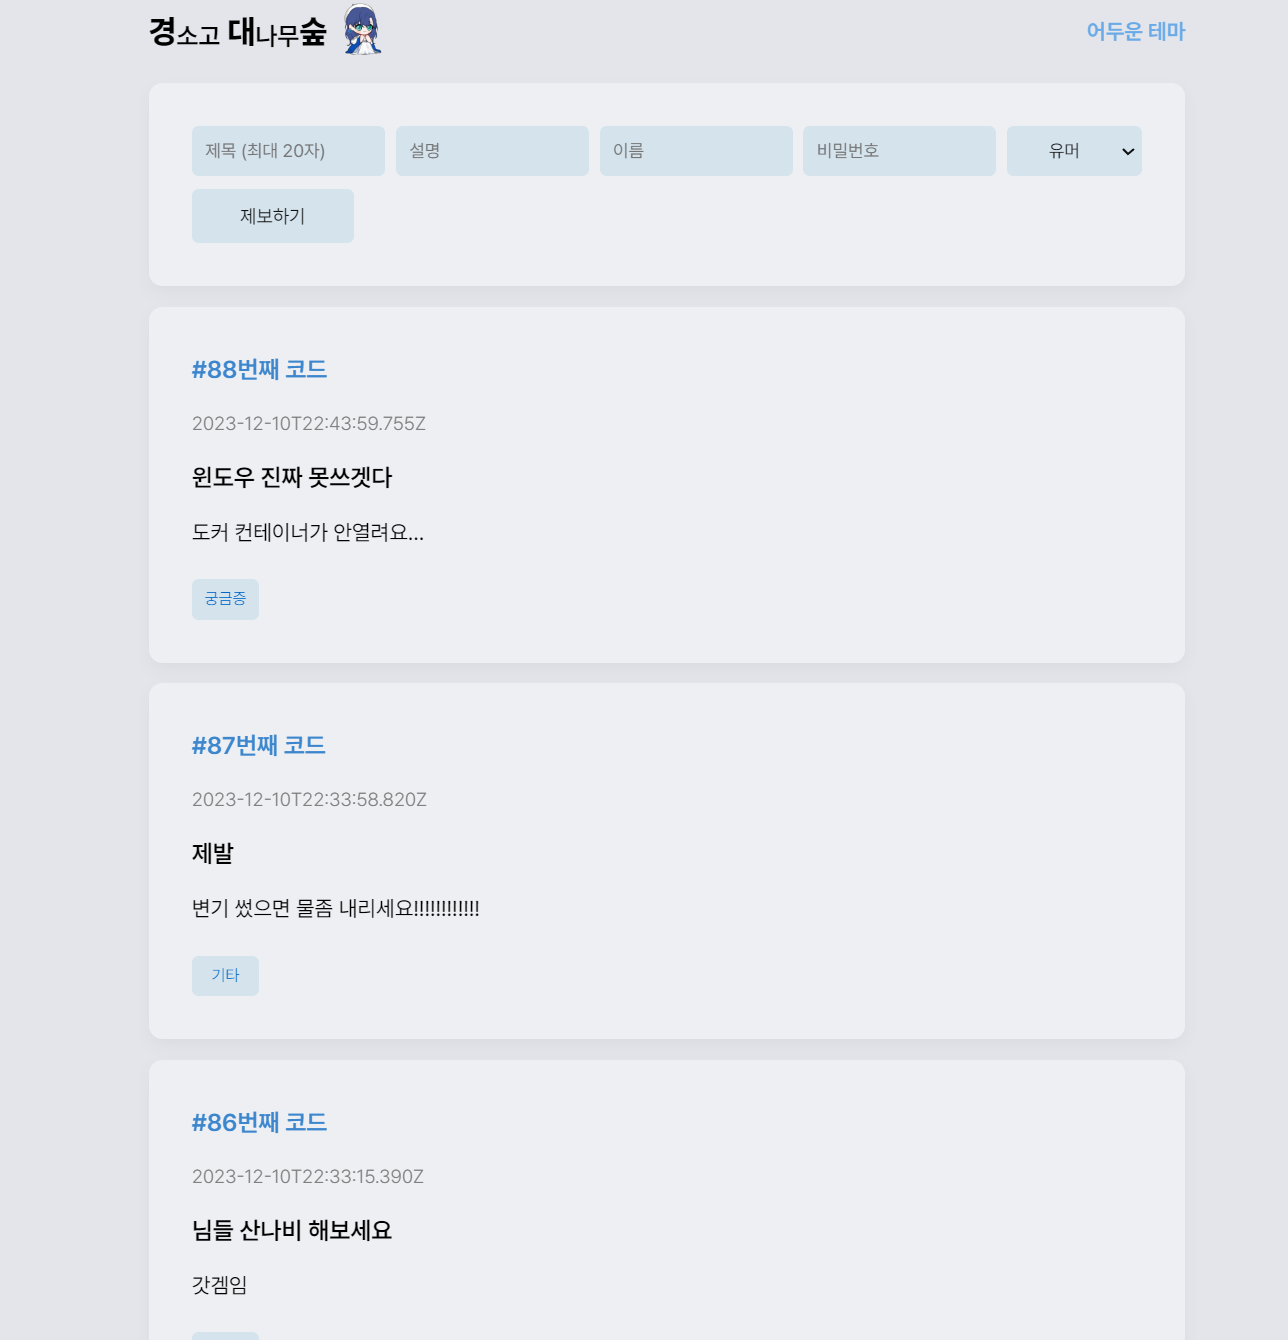 경소고 대나무숲
어두운 테마
제목 (최대 20자) 설명 이름 비밀번호 유머
제보하기
#88번째 코드
2023-12-10T22:43:59.755Z
윈도우 진짜 못쓰겟다
도커 컨테이너가 안열려요...
궁금증
#87번째 코드
2023-12-10T22:33:58.820Z
제발
변기 썼으면 물좀 내리세요!!!!!!!!!!!!
기타
#86번째 코드
2023-12-10T22:33:15.390Z
님들 산나비 해보세요
갓겜임